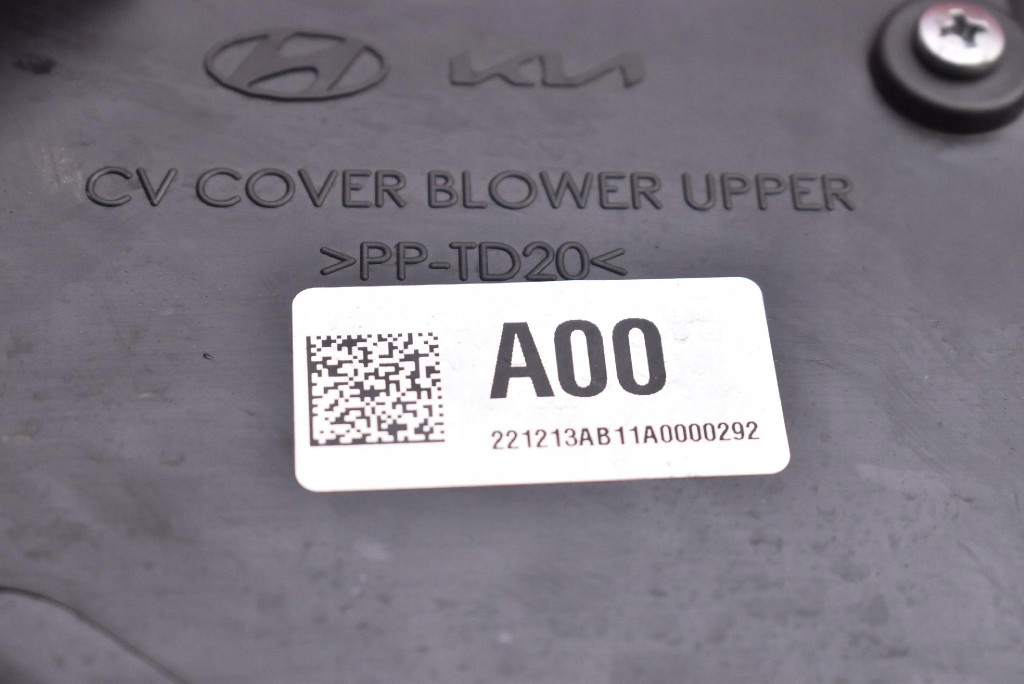 KIA
CV COVER BLOWER UPPER
>PP-TD20<
A00
221213AB11A0000292